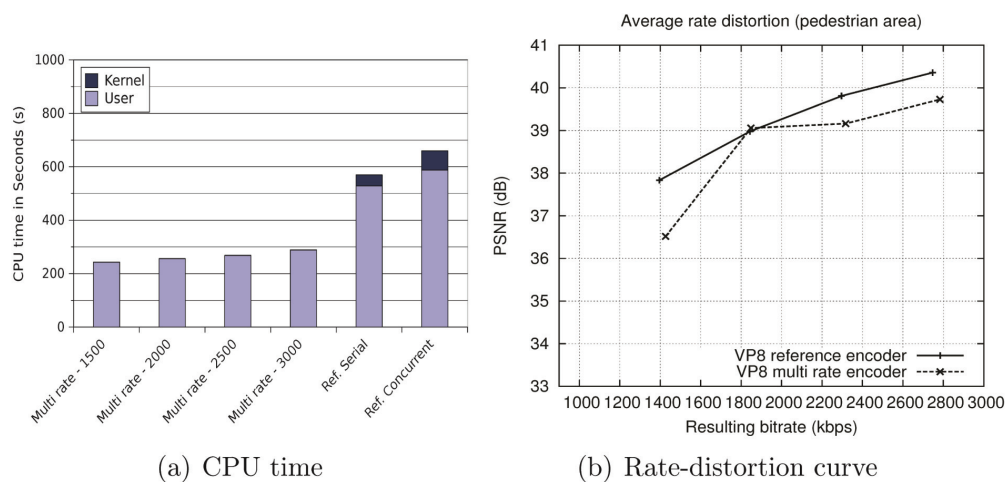 CPU time in Seconds (s)
1000
800
600
400
200
0
Kernel
User
Multi rate - 1500
Multi rate - 2000
Multi rate - 2500
Multi rate - 3000
Ref. Serial
Ref. Concurrent
(a) CPU time
Average rate distortion (pedestrian area)
PSNR (dB)
41
40
39
38
37
36
35
34
33
VP8 reference encoder
VP8 multi rate encoder
1000 1200 1400 1600 1800 2000 2200 2400 2600 2800 3000
Resulting bitrate (kbps)
(b) Rate-distortion curve